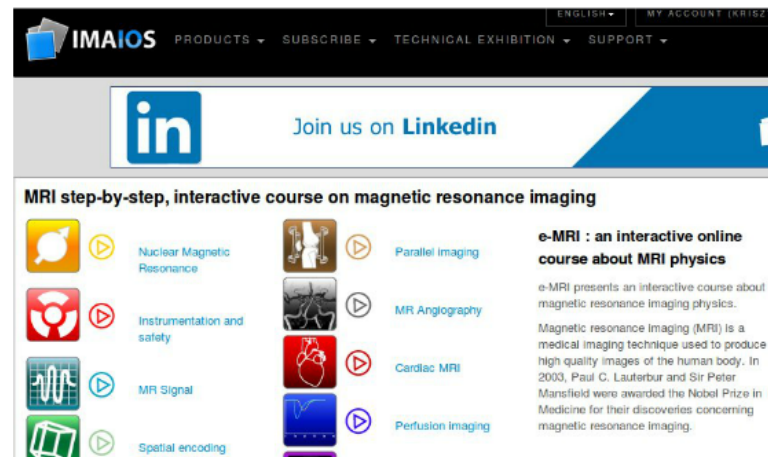 ENGLISH
MY ACCOUNT (KRISZ
IMAIOS
PRODUCTS
SUBSCRIBE
TECHNICAL EXHIBITION
SUPPORT
in
Join us on Linkedin
MRI step-by-step, interactive course on magnetic resonance imaging
Nuclear Magnetic
Resonance
Instrumentation and
safety
MR Signal
Spatial encoding
Parallel imaging
MR Angiography
Cardiac MRI
Perfusion imaging
e-MRI : an interactive online
course about MRI physics
e-MRI presents an interactive course about
magnetic resonance imaging physics.
Magnetic resonance imaging (MRI) is a
medical imaging technique used to produce
high quality images of the human body. In
2003, Paul C. Lauterbur and Sir Peter
Mansfield were awarded the Nobel Prize in
Medicine for their discoveries concerning
magnetic resonance imaging.